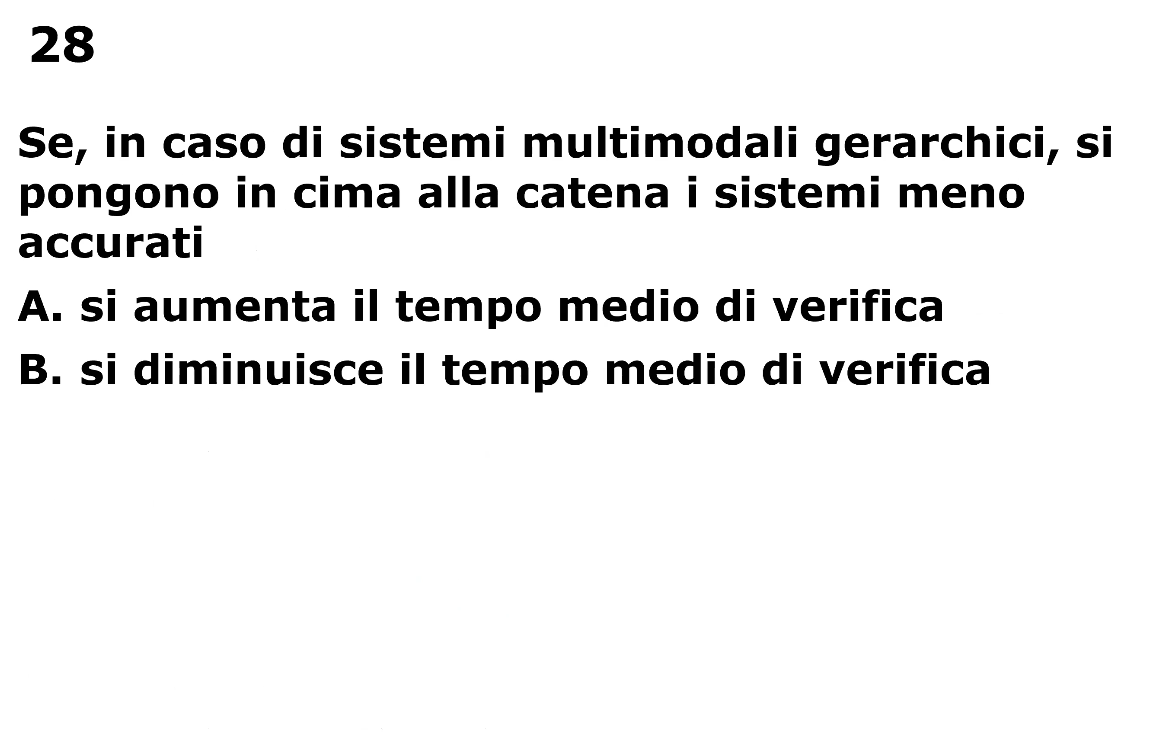 28
Se, in caso di sistemi multimodali gerarchici, si
pongono in cima alla catena i sistemi meno
accurati
A. si aumenta il tempo medio di verifica
B. si diminuisce il tempo medio di verifica